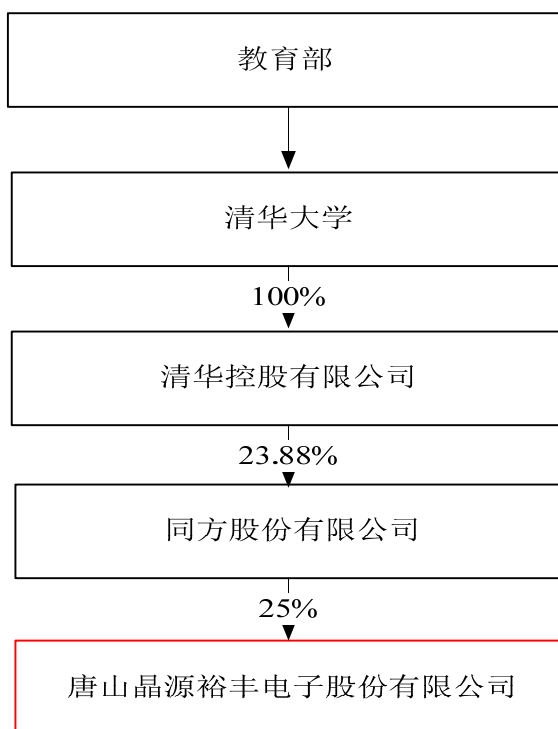 教育部
清华大学
100%
清华控股有限公司
23.88%
同方股份有限公司
25%
唐山晶源裕丰电子股份有限公司